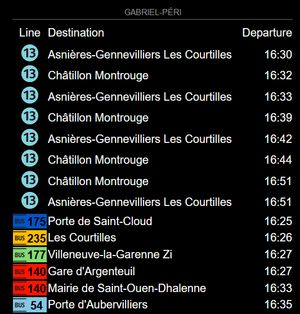 GABRIEL-PÉRI
Line Destination Departure
13 Asnières-Gennevilliers Les Courtilles 16:30
13 Châtillon Montrouge 16:32
13 Asnières-Gennevilliers Les Courtilles 16:33
13 Châtillon Montrouge 16:39
13 Asnières-Gennevilliers Les Courtilles 16:42
13 Châtillon Montrouge 16:44
13 Châtillon Montrouge 16:51
13 Asnières-Gennevilliers Les Courtilles 16:51
BUS 175 Porte de Saint-Cloud 16:25
BUS 235 Les Courtilles 16:26
BUS 177 Villeneuve-la-Garenne Zi 16:27
BUS 140 Gare d'Argenteuil 16:27
BUS 140 Mairie de Saint-Ouen-Dhalenne 16:33
BUS 54 Porte d'Aubervilliers 16:35